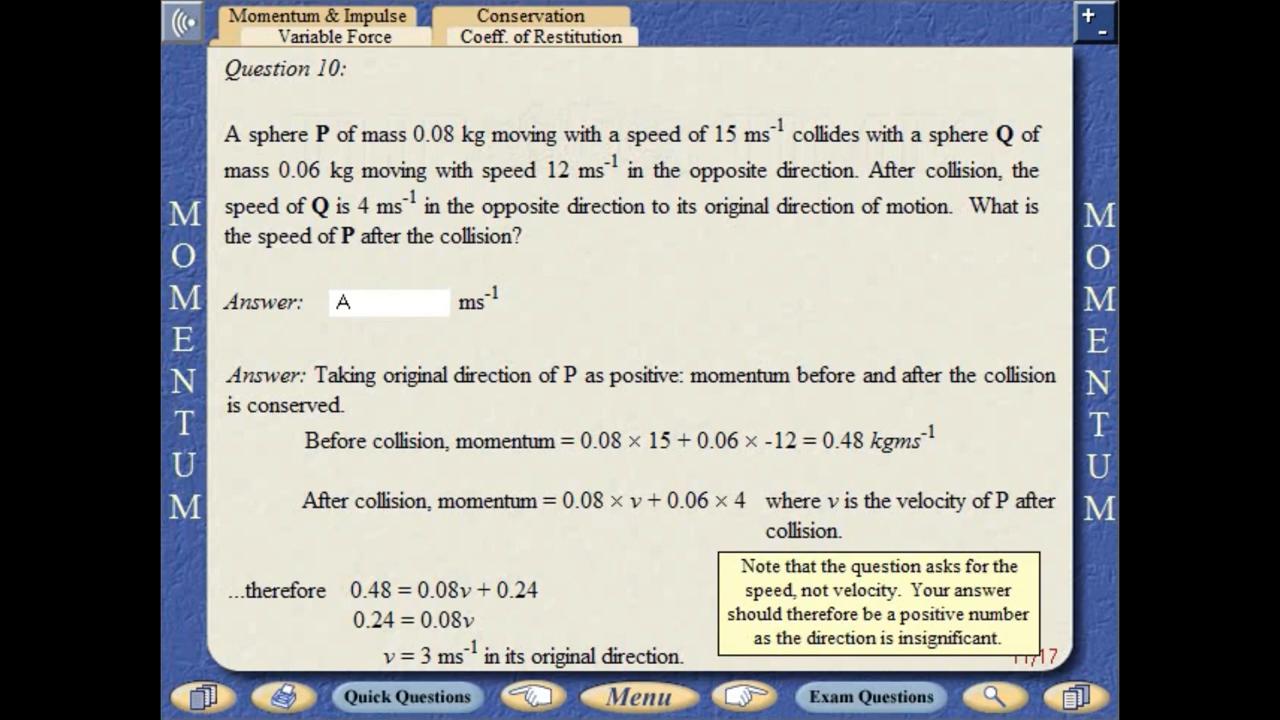 Momentum & Impulse
Conservation
+
-
Variable Force
Coeff. of Restitution
Question 10:
A sphere P of mass 0.08 kg moving with a speed of 15 ms⁻¹ collides with a sphere Q of
mass 0.06 kg moving with speed 12 ms⁻¹ in the opposite direction. After collision, the
speed of Q is 4 ms⁻¹ in the opposite direction to its original direction of motion. What is
the speed of P after the collision?
MOMENTUM
MOMENTUM
Answer: A ms⁻¹
Answer: Taking original direction of P as positive: momentum before and after the collision
is conserved.
Before collision, momentum = 0.08 × 15 + 0.06 × -12 = 0.48 kgms⁻¹
After collision, momentum = 0.08 × v + 0.06 × 4 where v is the velocity of P after
collision.
...therefore 0.48 = 0.08v + 0.24
0.24 = 0.08v
v = 3 ms⁻¹ in its original direction.
Note that the question asks for the
speed, not velocity. Your answer
should therefore be a positive number
as the direction is insignificant.
11/17
Quick Questions
Menu
Exam Questions